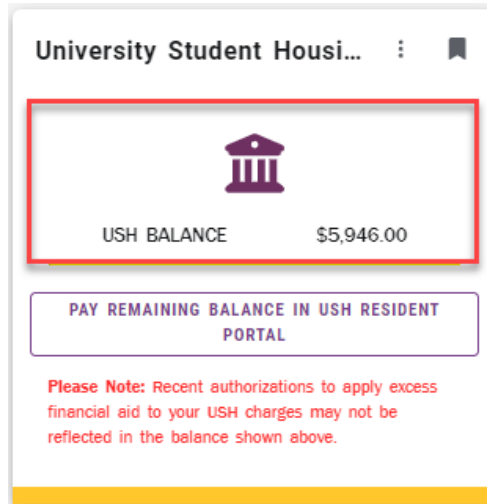 University Student Housi...
USH BALANCE $5,946.00
PAY REMAINING BALANCE IN USH RESIDENT
PORTAL
Please Note: Recent authorizations to apply excess
financial aid to your USH charges may not be
reflected in the balance shown above.